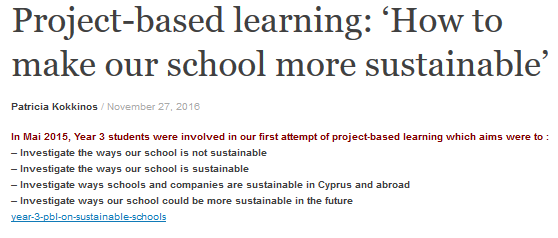 Project-based learning: ‘How to
make our school more sustainable’
Patricia Kokkinos / November 27, 2016
In Mai 2015, Year 3 students were involved in our first attempt of project-based learning which aims were to :
– Investigate the ways our school is not sustainable
– Investigate the ways our school is sustainable
– Investigate ways schools and companies are sustainable in Cyprus and abroad
– Investigate ways our school could be more sustainable in the future
year-3-pbl-on-sustainable-schools